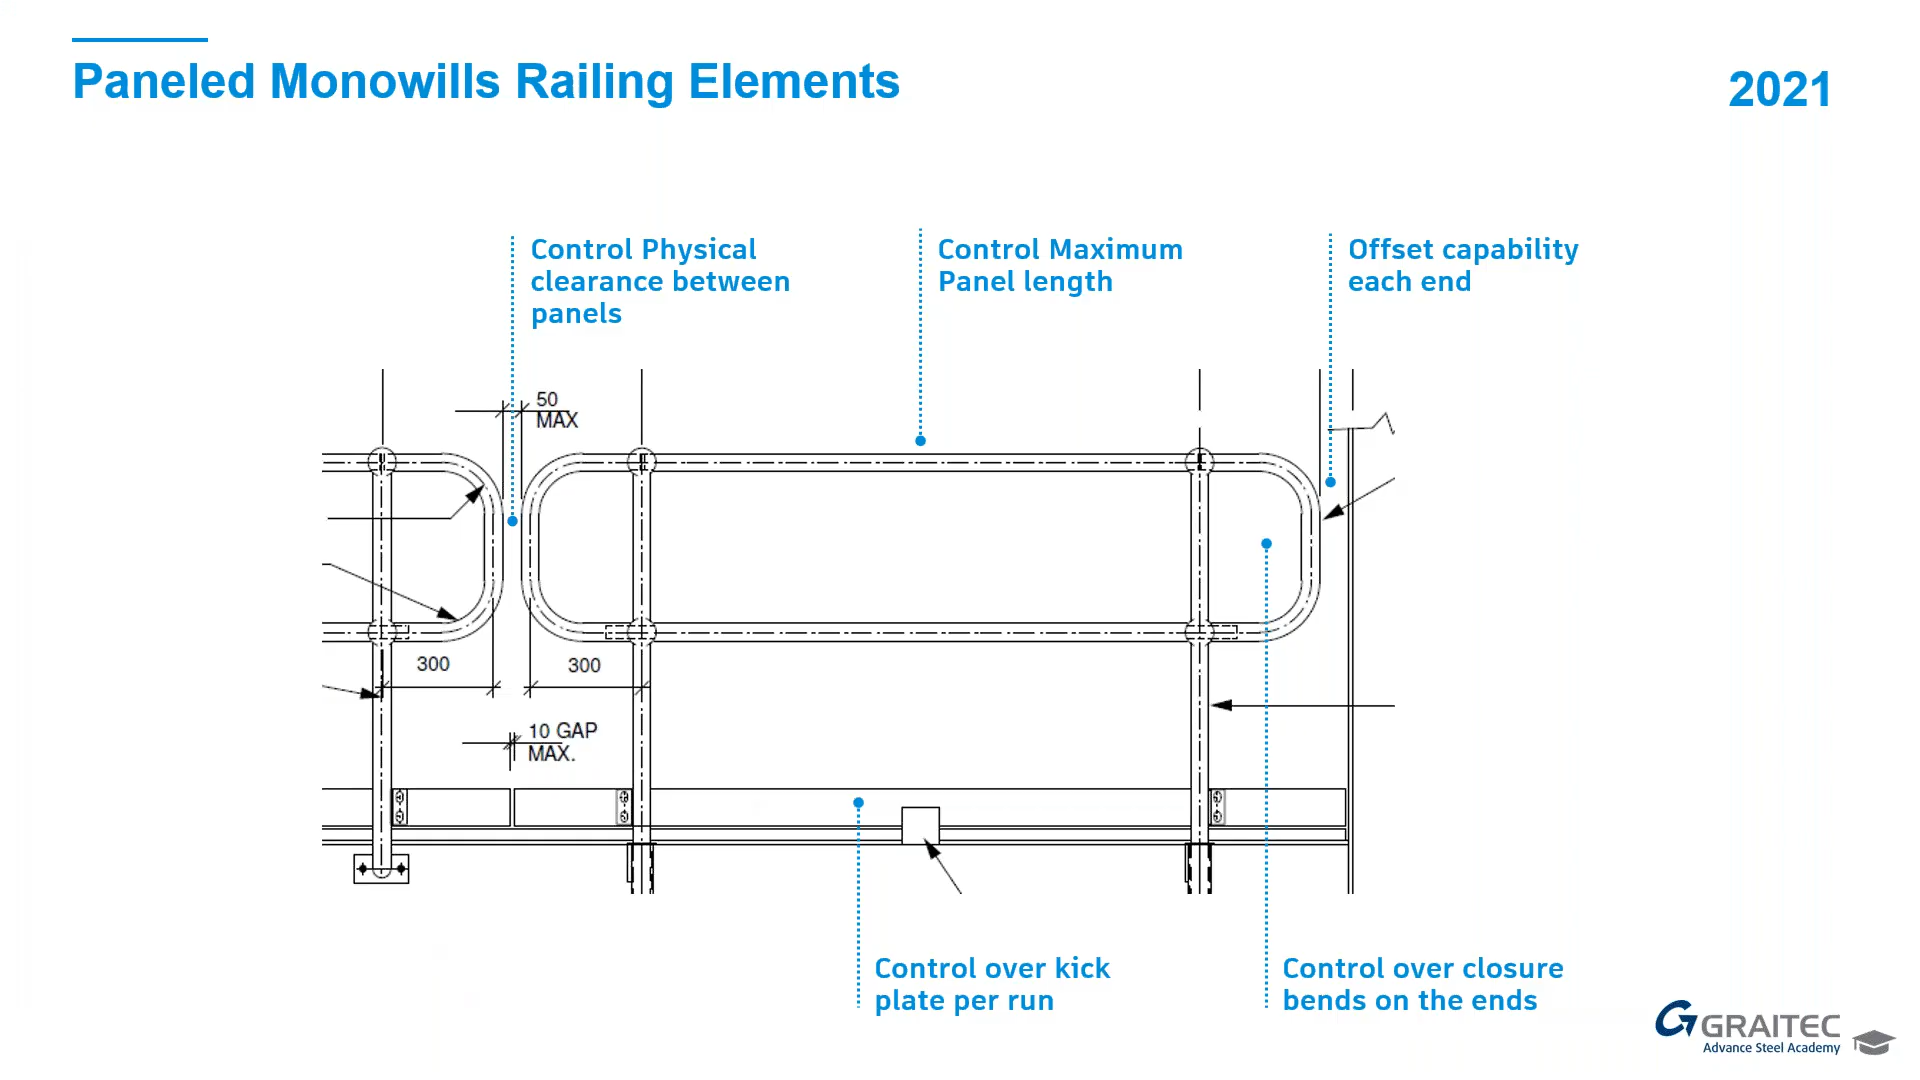 Paneled Monowills Railing Elements
2021
Control Physical
clearance between
panels
Control Maximum
Panel length
Offset capability
each end
50
MAX
300
300
10 GAP
MAX.
Control over kick
plate per run
Control over closure
bends on the ends
GRAITEC
Advance Steel Academy